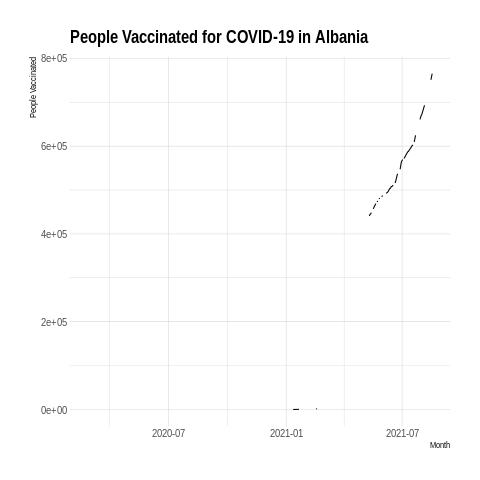 People Vaccinated for COVID-19 in Albania
People Vaccinated
8e+05
6e+05
4e+05
2e+05
0e+00
2020-07
2021-01
2021-07
Month